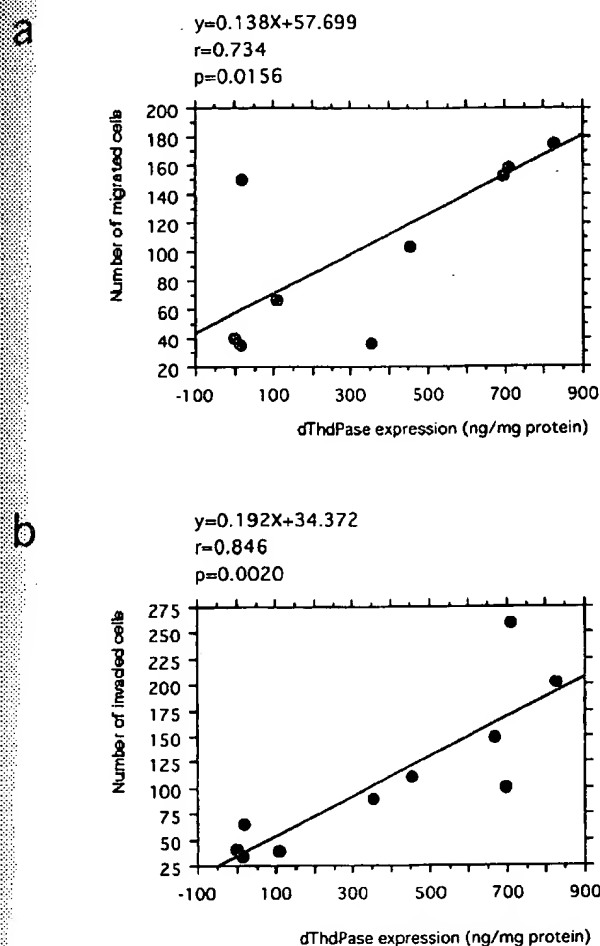 a
y=0.138X+57.699
r=0.734
p=0.0156
Number of migrated cells
200
180
160
140
120
100
80
60
40
20
-100 100 300 500 700 900
dThdPase expression (ng/mg protein)
b
y=0.192X+34.372
r=0.846
p=0.0020
Number of invaded cells
275
250
225
200
175
150
125
100
75
50
25
-100 100 300 500 700 900
dThdPase expression (ng/mg protein)